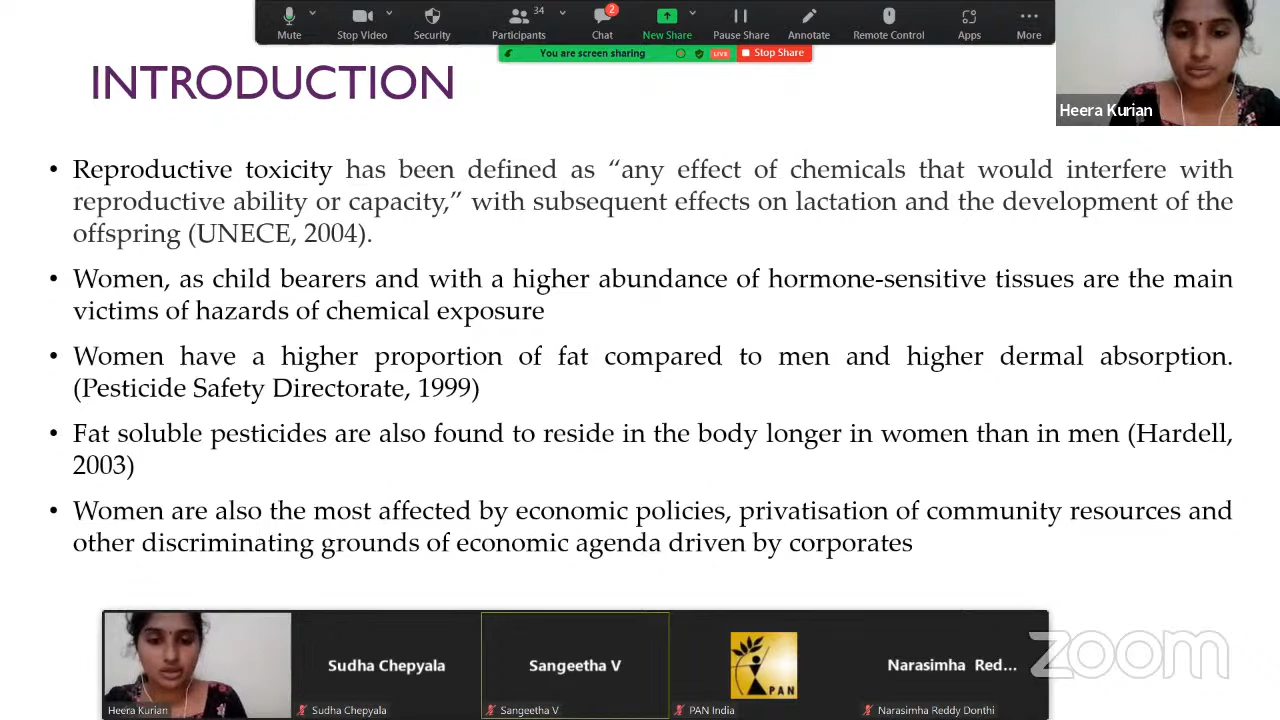 34
2
Mute
Stop Video
Security
Participants
Chat
New Share
Pause Share
Annotate
Remote Control
Apps
More
You are screen sharing
LIVE
Stop Share
Heera Kurian
INTRODUCTION
• Reproductive toxicity has been defined as “any effect of chemicals that would interfere with
reproductive ability or capacity,” with subsequent effects on lactation and the development of the
offspring (UNECE, 2004).
• Women, as child bearers and with a higher abundance of hormone-sensitive tissues are the main
victims of hazards of chemical exposure
• Women have a higher proportion of fat compared to men and higher dermal absorption.
(Pesticide Safety Directorate, 1999)
• Fat soluble pesticides are also found to reside in the body longer in women than in men (Hardell,
2003)
• Women are also the most affected by economic policies, privatisation of community resources and
other discriminating grounds of economic agenda driven by corporates
Sudha Chepyala
Sangeetha V
PAN
Narasimha Red...
zoom
Heera Kurian
Sudha Chepyala
Sangeetha V
PAN India
Narasimha Reddy Donthi